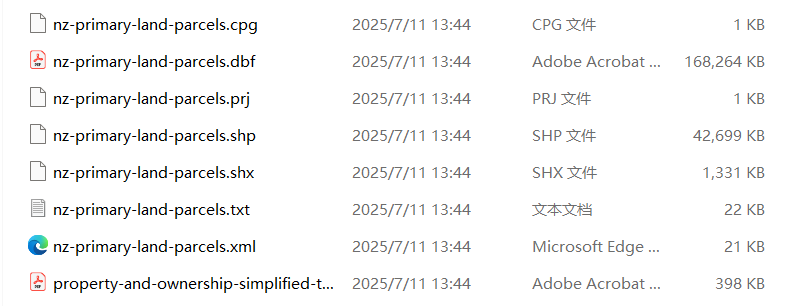 nz-primary-land-parcels.cpg 2025/7/11 13:44 CPG 文件 1 KB
nz-primary-land-parcels.dbf 2025/7/11 13:44 Adobe Acrobat ... 168,264 KB
nz-primary-land-parcels.prj 2025/7/11 13:44 PRJ 文件 1 KB
nz-primary-land-parcels.shp 2025/7/11 13:44 SHP 文件 42,699 KB
nz-primary-land-parcels.shx 2025/7/11 13:44 SHX 文件 1,331 KB
nz-primary-land-parcels.txt 2025/7/11 13:44 文本文档 22 KB
nz-primary-land-parcels.xml 2025/7/11 13:44 Microsoft Edge ... 21 KB
property-and-ownership-simplified-t... 2025/7/11 13:44 Adobe Acrobat ... 398 KB